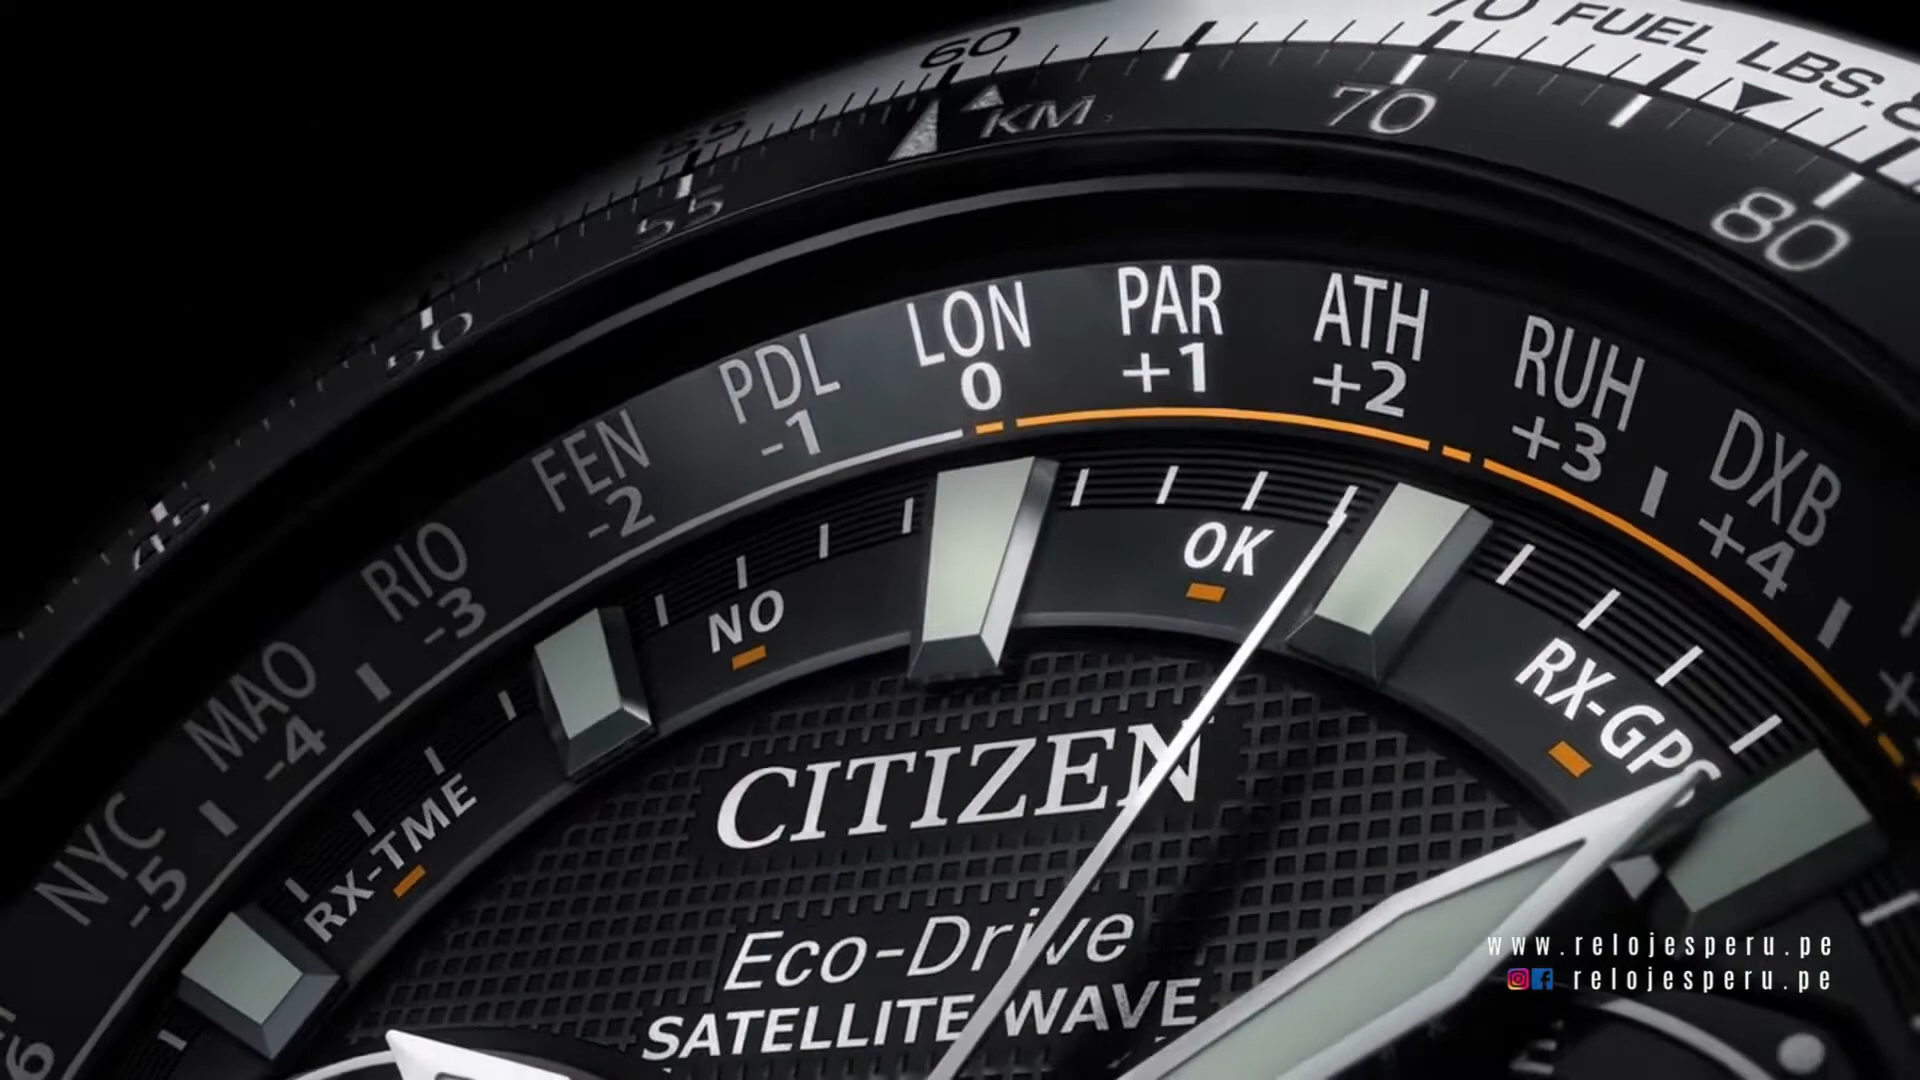 60
70 FUEL LBS.
55
KM
70
55
80
50
45
LON
0
PAR
+1
ATH
+2
RUH
+3
DXB
+4
PDL
-1
FEN
-2
RIO
-3
MAO
-4
NYC
-5
6
RX-TME
NO
OK
RX-GPS
CITIZEN
Eco-Drive
SATELLITE WAVE
www.relojesperu.pe
relojesperu.pe